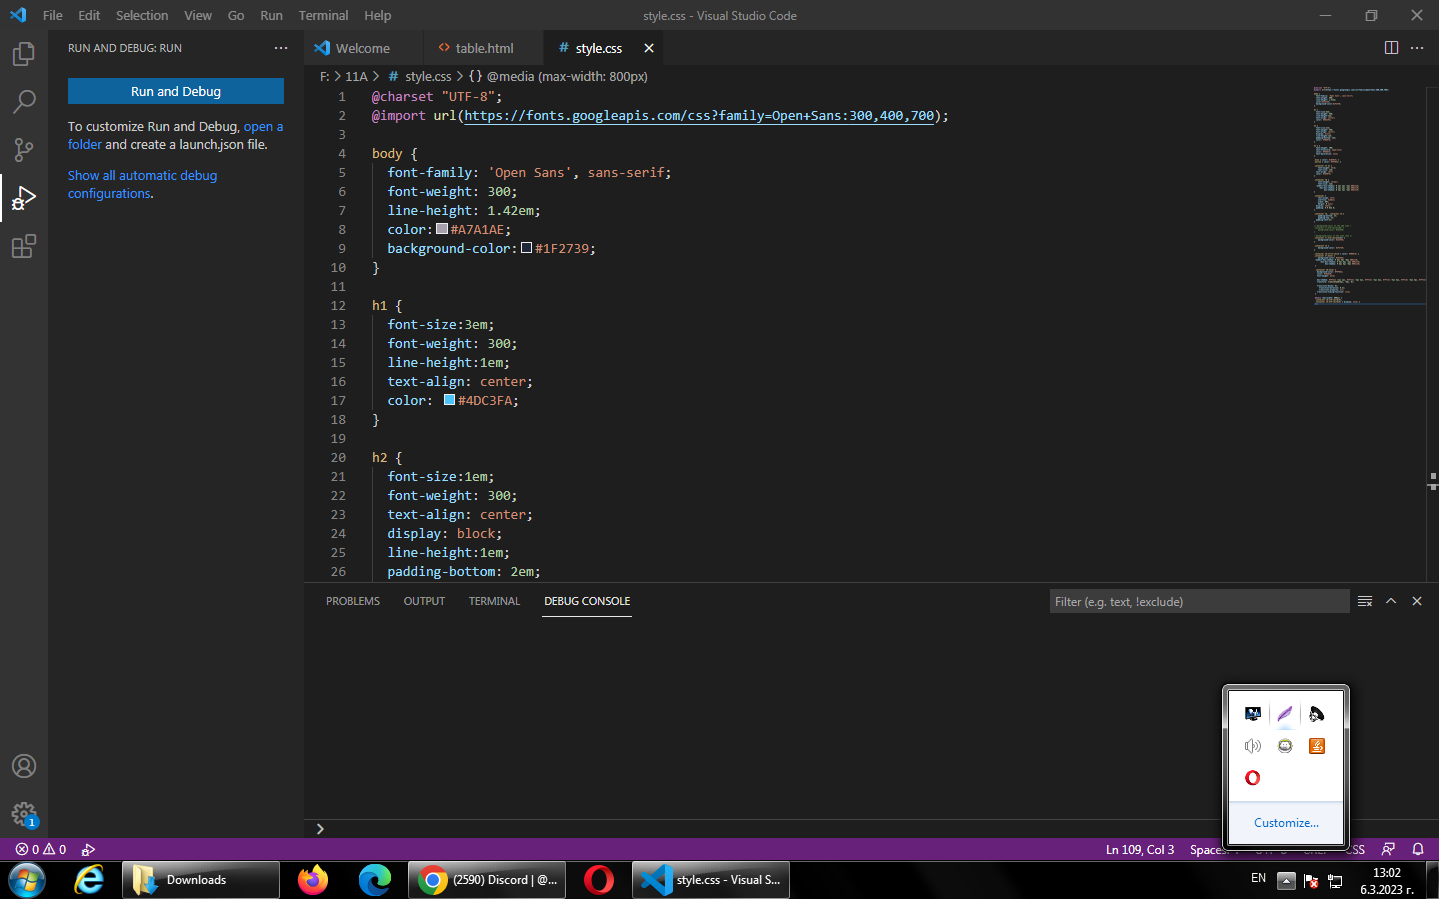 File Edit Selection View Go Run Terminal Help
style.css - Visual Studio Code
RUN AND DEBUG: RUN
Welcome
table.html
style.css
F: > 11A > # style.css > {} @media (max-width: 800px)
Run and Debug
To customize Run and Debug, open a
folder and create a launch.json file.
Show all automatic debug
configurations.
1 @charset "UTF-8";
2 @import url(https://fonts.googleapis.com/css?family=Open+Sans:300,400,700);
3
4 body {
5 font-family: 'Open Sans', sans-serif;
6 font-weight: 300;
7 line-height: 1.42em;
8 color:#A7A1AE;
9 background-color:#1F2739;
10 }
11
12 h1 {
13 font-size:3em;
14 font-weight: 300;
15 line-height:1em;
16 text-align: center;
17 color: #4DC3FA;
18 }
19
20 h2 {
21 font-size:1em;
22 font-weight: 300;
23 text-align: center;
24 display: block;
25 line-height:1em;
26 padding-bottom: 2em;
PROBLEMS OUTPUT TERMINAL DEBUG CONSOLE
Filter (e.g. text, !exclude)
Customize...
1
0 0
Ln 109, Col 3
Downloads
(2590) Discord | @...
style.css - Visual S...
EN
13:02
6.3.2023 г.